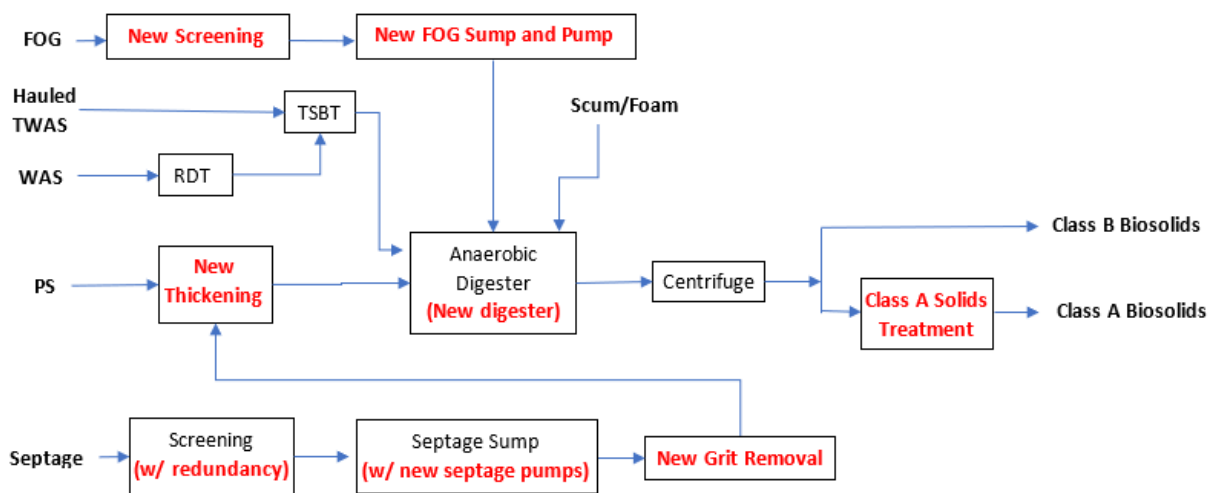 FOG
New Screening
New FOG Sump and Pump
Hauled
TWAS
TSBT
Scum/Foam
WAS
RDT
Class B Biosolids
PS
New
Thickening
Anaerobic
Digester
(New digester)
Centrifuge
Class A Solids
Treatment
Class A Biosolids
Septage
Screening
(w/ redundancy)
Septage Sump
(w/ new septage pumps)
New Grit Removal